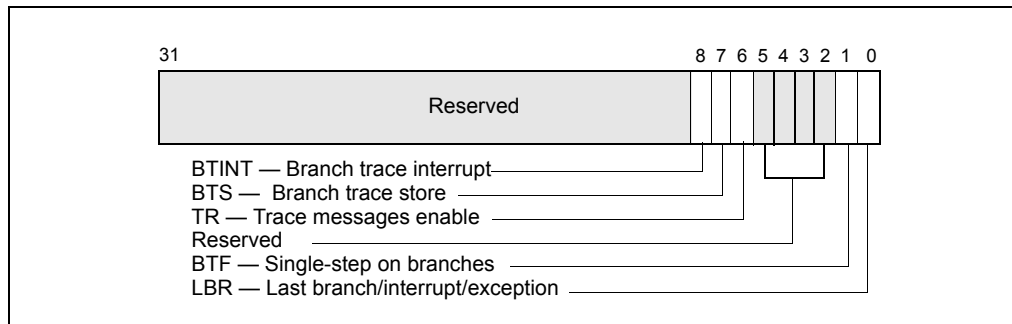 31 8 7 6 5 4 3 2 1 0
Reserved
BTINT — Branch trace interrupt
BTS — Branch trace store
TR — Trace messages enable
Reserved
BTF — Single-step on branches
LBR — Last branch/interrupt/exception